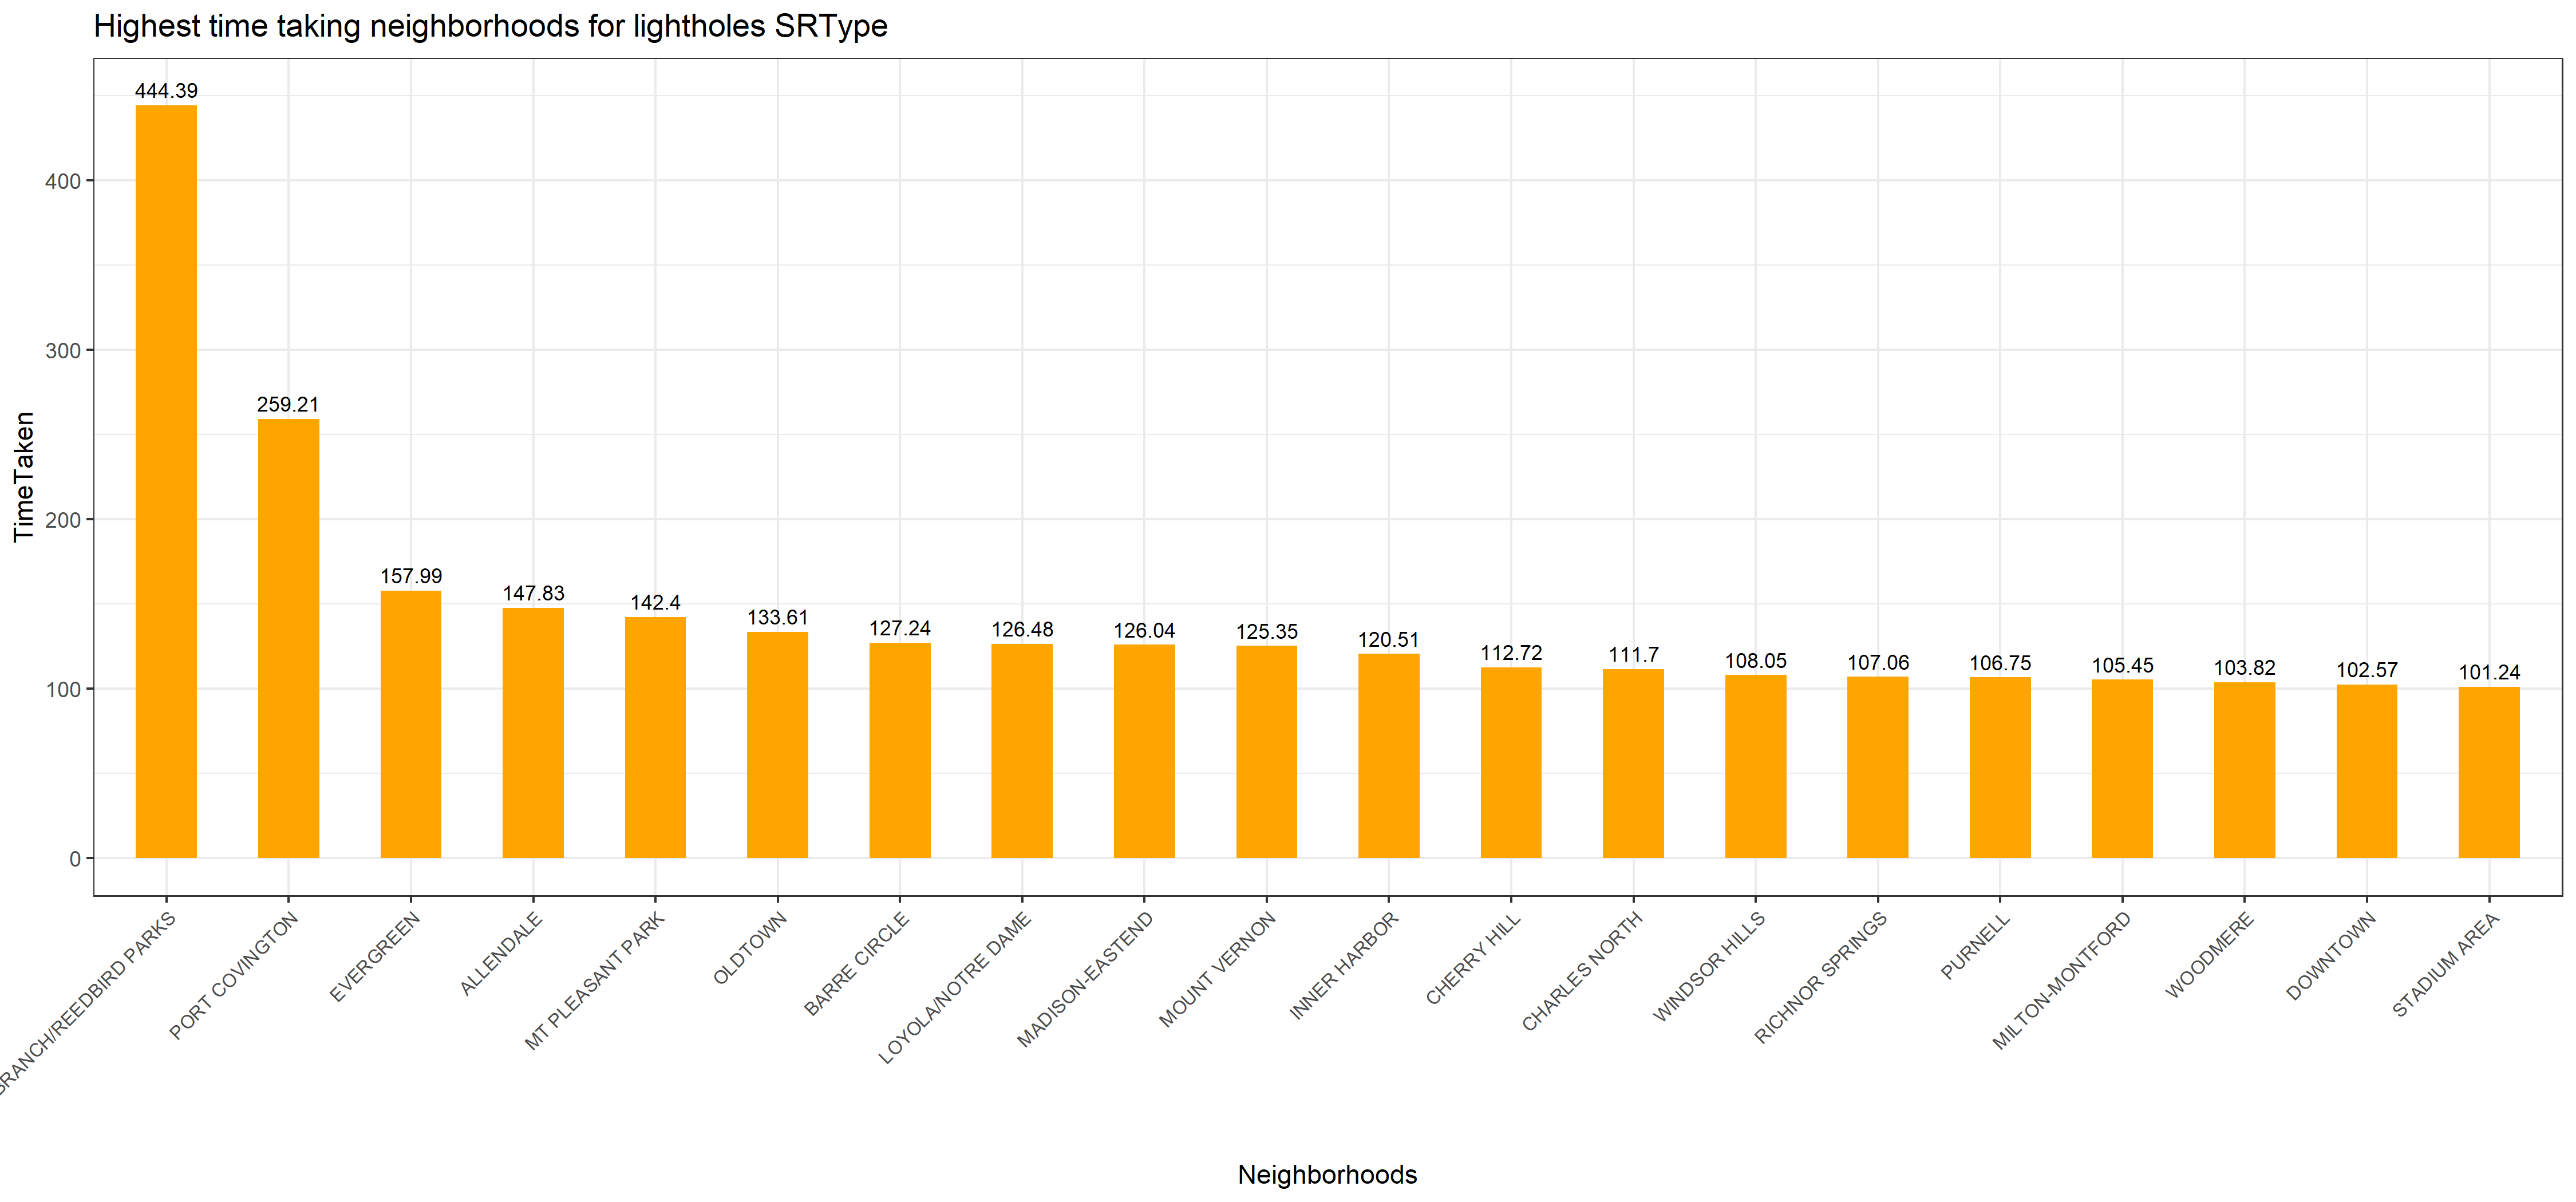 Highest time taking neighborhoods for lightholes SRType
444.39
259.21
157.99
147.83
142.4
133.61
127.24
126.48
126.04
125.35
120.51
112.72
111.7
108.05
107.06
106.75
105.45
103.82
102.57
101.24
TimeTaken
400
300
200
100
0
BRANCH/REEDBIRD PARKS
PORT COVINGTON
EVERGREEN
ALLENDALE
MT PLEASANT PARK
OLDTOWN
BARRE CIRCLE
LOYOLA/NOTRE DAME
MADISON-EASTEND
MOUNT VERNON
INNER HARBOR
CHERRY HILL
CHARLES NORTH
WINDSOR HILLS
RICHNOR SPRINGS
PURNELL
MILTON-MONTFORD
WOODMERE
DOWNTOWN
STADIUM AREA
Neighborhoods